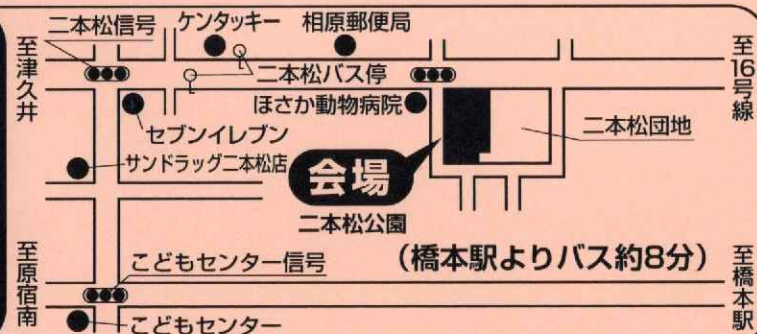 二本松信号
ケンタッキー
相原郵便局
至津久井
至16号線
二本松バス停
ほさか動物病院
セブンイレブン
二本松団地
サンドラッグ二本松店
会場
二本松公園
(橋本駅よりバス約8分)
至原宿南
こどもセンター信号
至橋本駅
こどもセンター